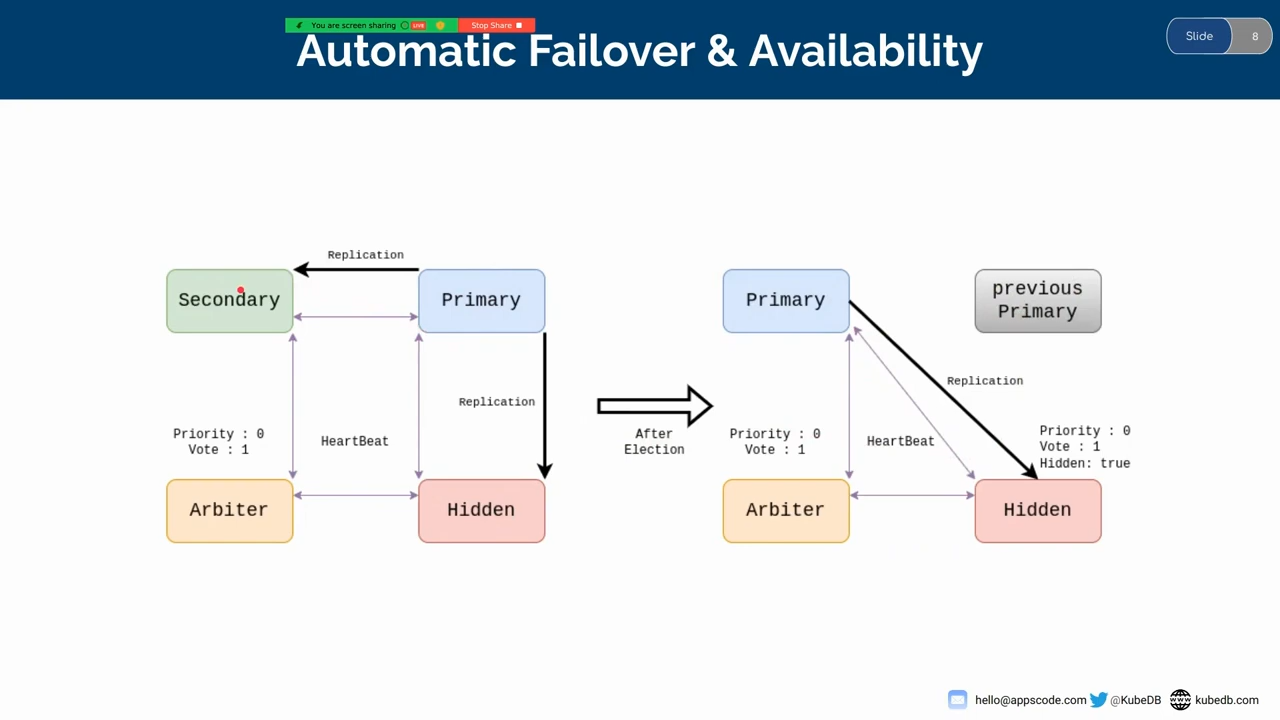 You are screen sharing
LIVE
Stop Share
Automatic Failover & Availability
Slide 8
Replication
Secondary
Primary
Replication
Priority : 0
Vote : 1
HeartBeat
Arbiter
Hidden
After
Election
Primary
previous
Primary
Replication
Priority : 0
Vote : 1
HeartBeat
Priority : 0
Vote : 1
Hidden: true
Arbiter
Hidden
hello@appscode.com @KubeDB www kubedb.com